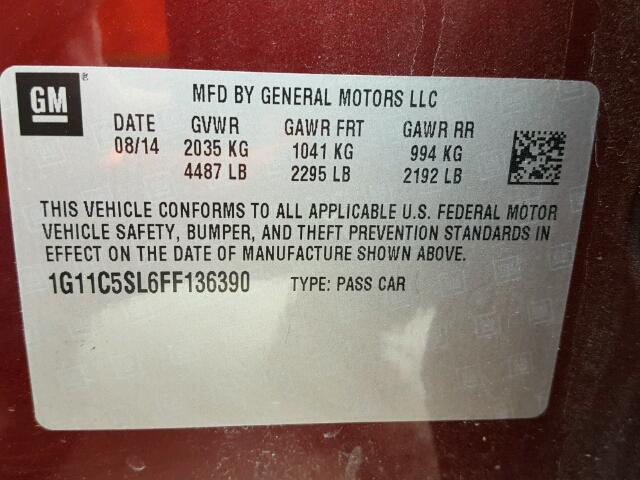 GM ®
MFD BY GENERAL MOTORS LLC
DATE GVWR GAWR FRT GAWR RR
08/14 2035 KG 1041 KG 994 KG
4487 LB 2295 LB 2192 LB
THIS VEHICLE CONFORMS TO ALL APPLICABLE U.S. FEDERAL MOTOR
VEHICLE SAFETY, BUMPER, AND THEFT PREVENTION STANDARDS IN
EFFECT ON THE DATE OF MANUFACTURE SHOWN ABOVE.
1G11C5SL6FF136390 TYPE: PASS CAR